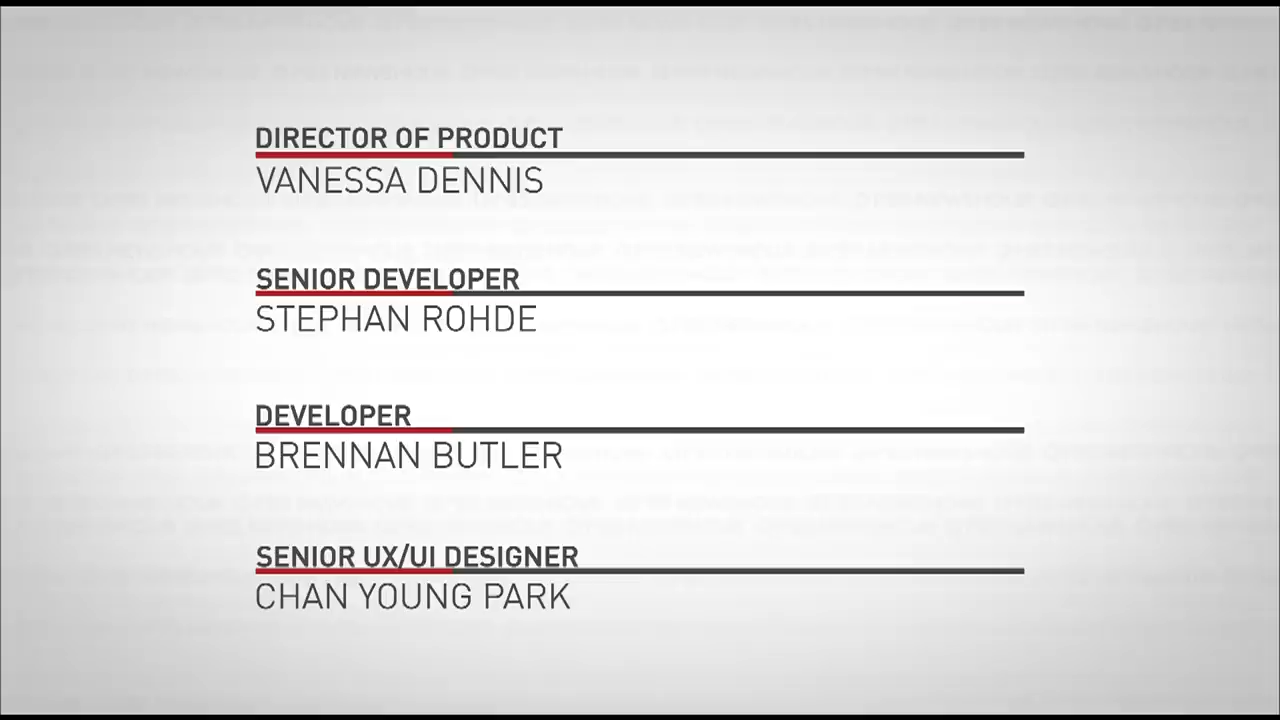 DIRECTOR OF PRODUCT
VANESSA DENNIS
SENIOR DEVELOPER
STEPHAN ROHDE
DEVELOPER
BRENNAN BUTLER
SENIOR UX/UI DESIGNER
CHAN YOUNG PARK